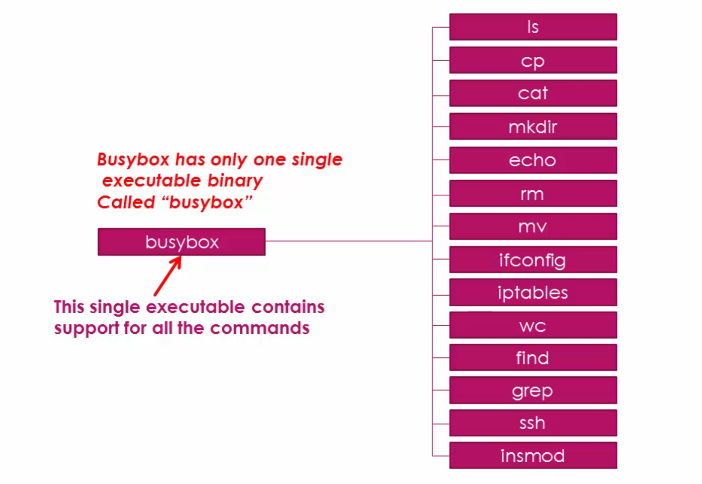 Busybox has only one single
executable binary
Called “busybox”
busybox
This single executable contains
support for all the commands
ls
cp
cat
mkdir
echo
rm
mv
ifconfig
iptables
wc
find
grep
ssh
insmod